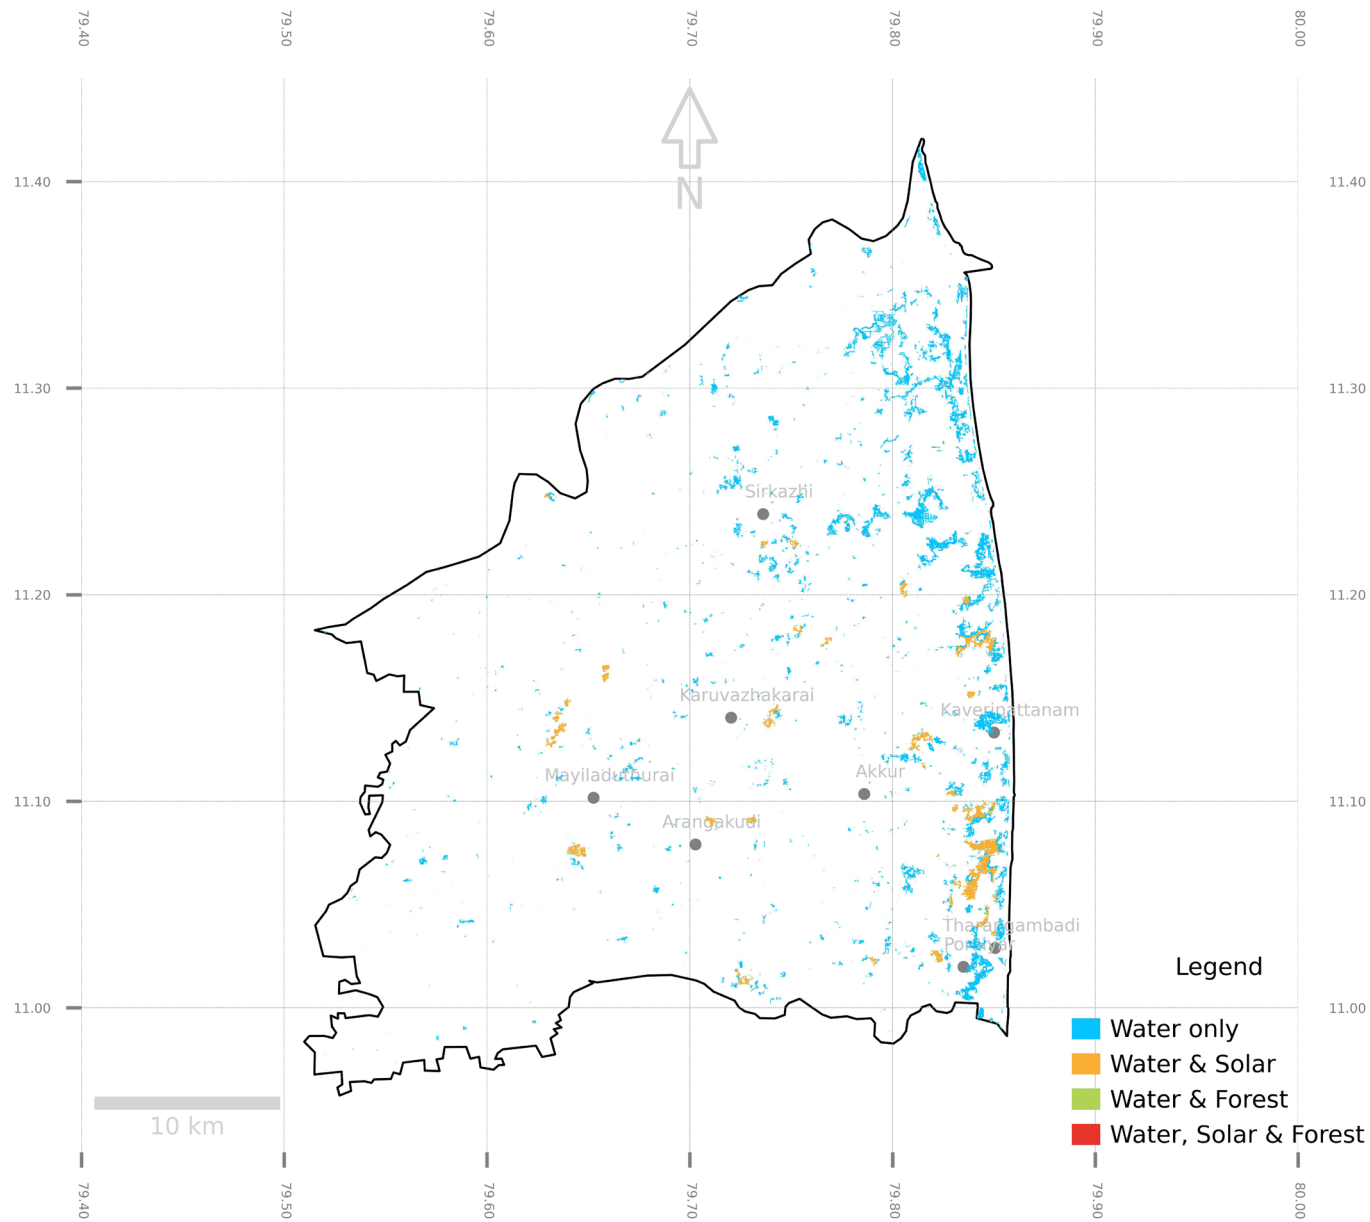 79.40 79.50 79.60 79.70 79.80 79.90 80.00
11.40 11.40
N
11.30 11.30
Sirkazhi
11.20 11.20
Karuvazhakarai
Kaveripattanam
Mayiladuthurai Akkur
11.10 11.10
Arangakudi
Tharangambadi
Porayar
Legend
11.00 11.00
Water only
Water & Solar
Water & Forest
Water, Solar & Forest
10 km
79.40 79.50 79.60 79.70 79.80 79.90 80.00